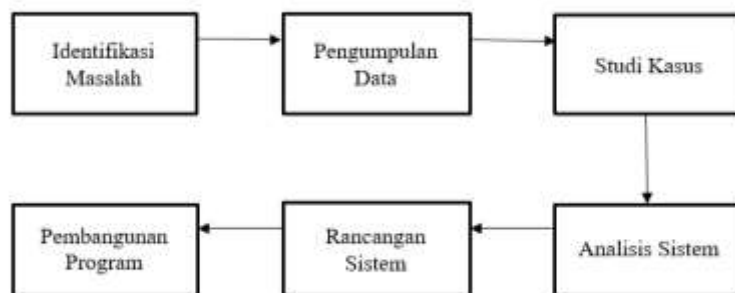 Identifikasi
Masalah
Pengumpulan
Data
Studi Kasus
Analisis Sistem
Rancangan
Sistem
Pembangunan
Program